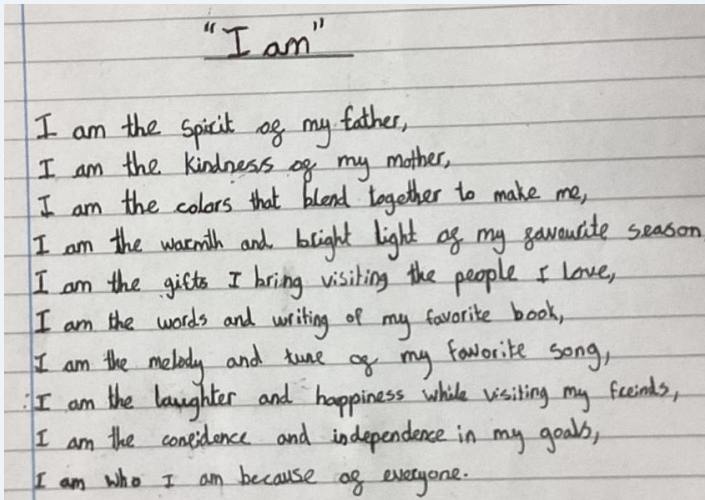 "I am"
I am the spirit of my father,
I am the kindness of my mother,
I am the colors that blend together to make me,
I am the warmth and bright light of my favourite season
I am the gifts I bring visiting the people I love,
I am the words and writing of my favorite book,
I am the melody and tune of my favorite song,
I am the laughter and happiness while visiting my freinds,
I am the confidence and independence in my goals,
I am who I am because of everyone.